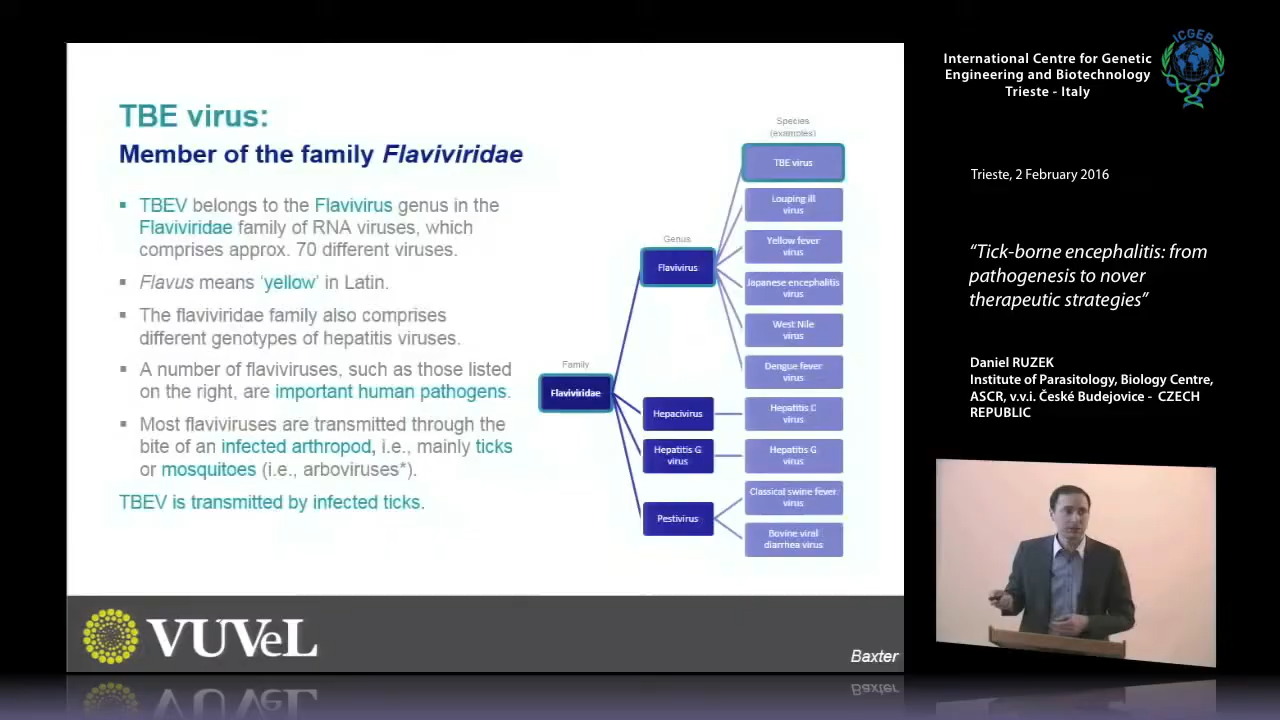 TBE virus:
Member of the family Flaviviridae
▪ TBEV belongs to the Flavivirus genus in the
Flaviviridae family of RNA viruses, which
comprises approx. 70 different viruses.
▪ Flavus means ‘yellow’ in Latin.
▪ The flaviviridae family also comprises
different genotypes of hepatitis viruses.
▪ A number of flaviviruses, such as those listed
on the right, are important human pathogens.
▪ Most flaviviruses are transmitted through the
bite of an infected arthropod, i.e., mainly ticks
or mosquitoes (i.e., arboviruses*).
TBEV is transmitted by infected ticks.
Family
Flaviviridae
Genus
Flavivirus
Hepacivirus
Hepatitis G
virus
Pestivirus
Species
(examples)
TBE virus
Louping ill
virus
Yellow fever
virus
Japanese encephalitis
virus
West Nile
virus
Dengue fever
virus
Hepatitis C
virus
Hepatitis G
virus
Classical swine fever
virus
Bovine viral
diarrhea virus
VUVeL
Baxter
International Centre for Genetic
Engineering and Biotechnology
Trieste - Italy
ICGEB
Trieste, 2 February 2016
“Tick-borne encephalitis: from
pathogenesis to nover
therapeutic strategies”
Daniel RUZEK
Institute of Parasitology, Biology Centre,
ASCR, v.v.i. České Budejovice - CZECH
REPUBLIC